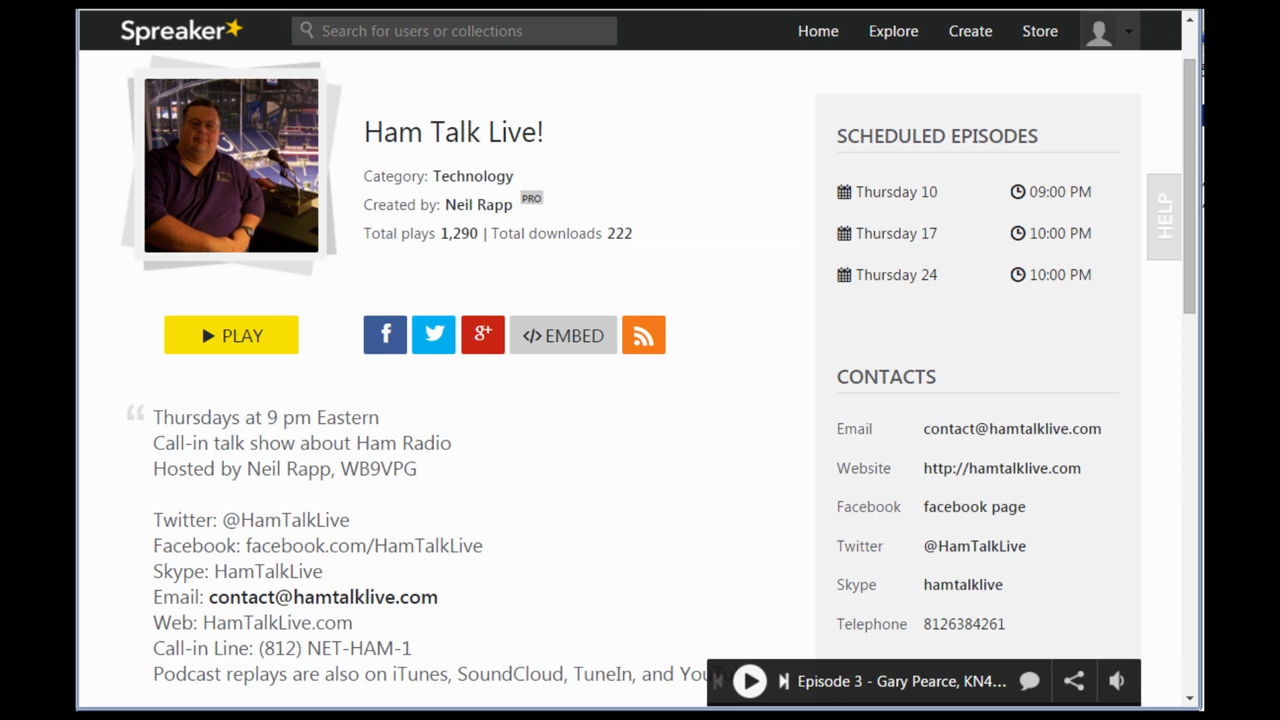 Spreaker
Search for users or collections
Home
Explore
Create
Store
Ham Talk Live!
Category: Technology
Created by: Neil Rapp PRO
Total plays 1,290 | Total downloads 222
PLAY
f
g+
</> EMBED
Thursdays at 9 pm Eastern
Call-in talk show about Ham Radio
Hosted by Neil Rapp, WB9VPG
Twitter: @HamTalkLive
Facebook: facebook.com/HamTalkLive
Skype: HamTalkLive
Email: contact@hamtalklive.com
Web: HamTalkLive.com
Call-in Line: (812) NET-HAM-1
Podcast replays are also on iTunes, SoundCloud, TuneIn, and You
SCHEDULED EPISODES
Thursday 10 09:00 PM
Thursday 17 10:00 PM
Thursday 24 10:00 PM
CONTACTS
Email contact@hamtalklive.com
Website http://hamtalklive.com
Facebook facebook page
Twitter @HamTalkLive
Skype hamtalklive
Telephone 8126384261
HELP
Episode 3 - Gary Pearce, KN4...